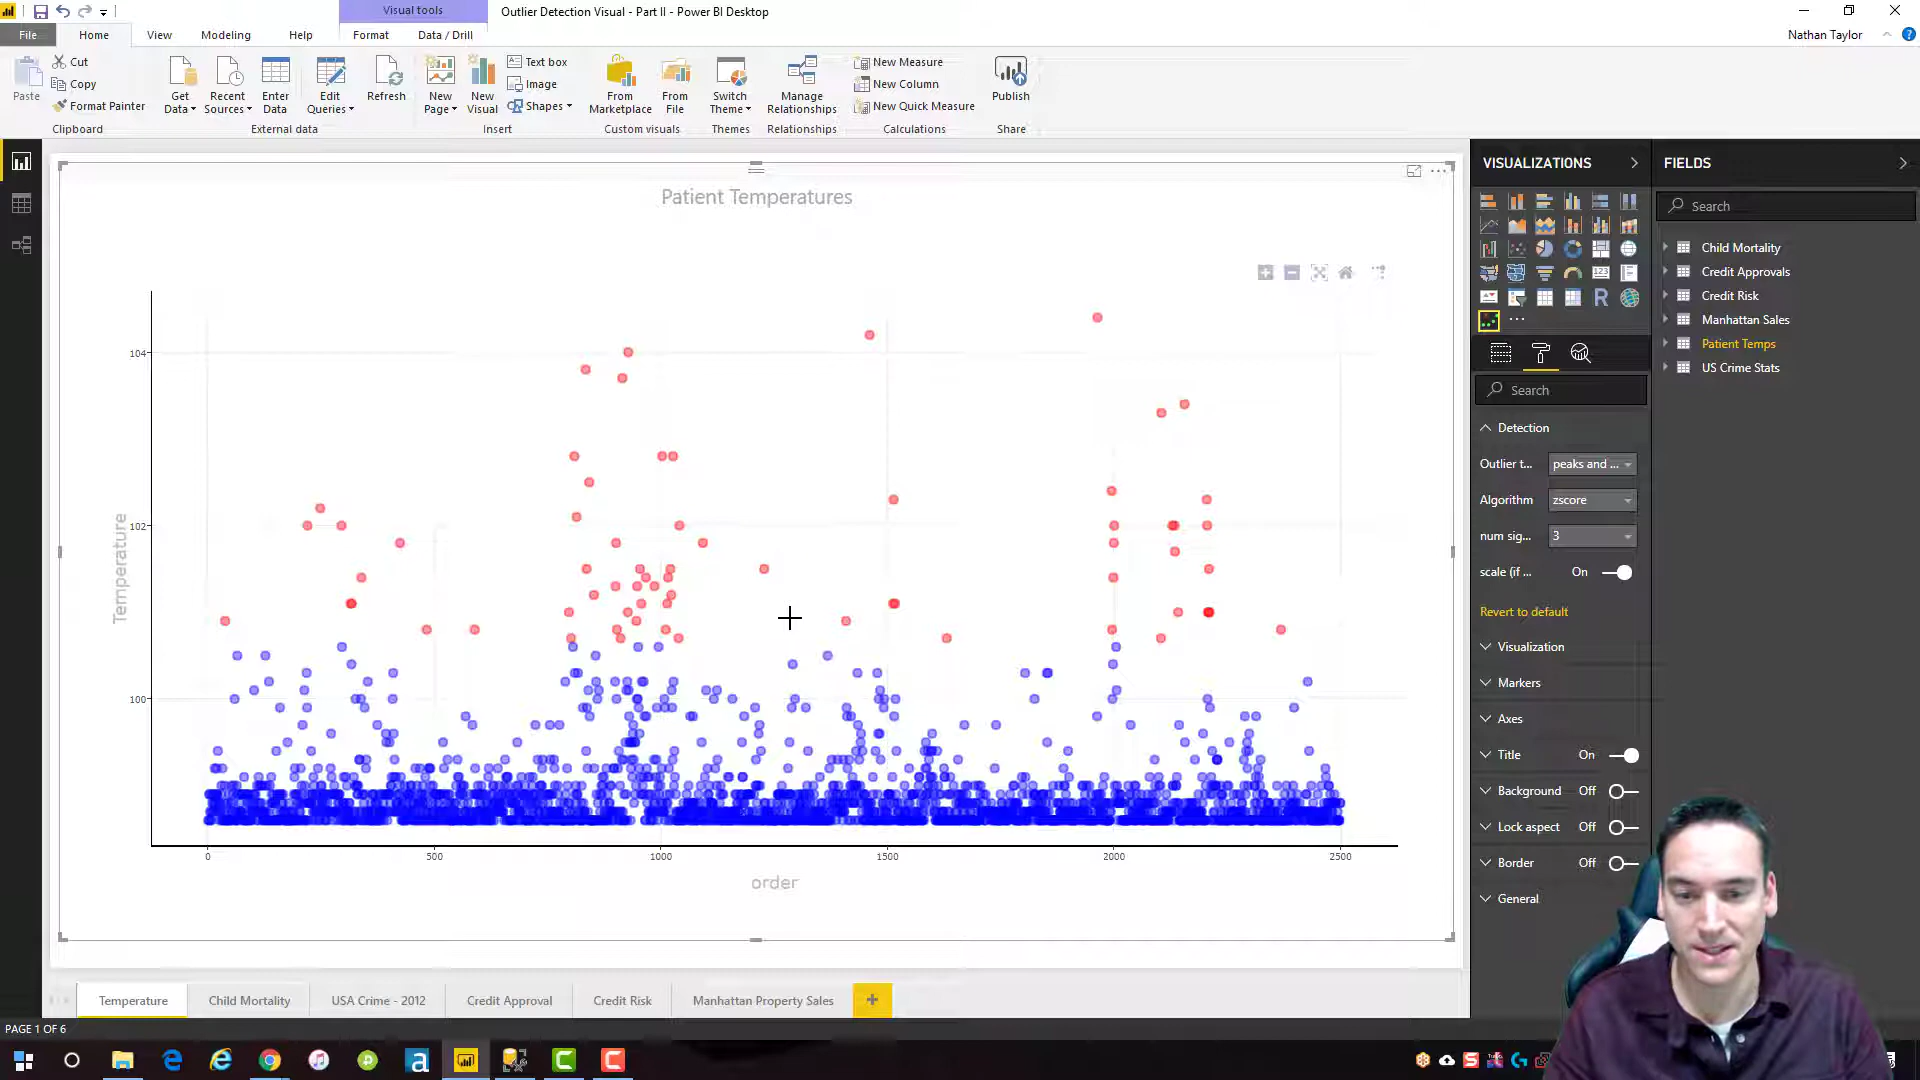 Visual tools
Outlier Detection Visual - Part II - Power BI Desktop
File
Home
View
Modeling
Help
Format
Data / Drill
Nathan Taylor
Paste
Cut
Copy
Format Painter
Clipboard
Get Data
Recent Sources
Enter Data
Edit Queries
Refresh
External data
New Page
New Visual
Text box
Image
Shapes
Insert
From Marketplace
From File
Custom visuals
Switch Theme
Themes
Manage Relationships
Relationships
New Measure
New Column
New Quick Measure
Calculations
Publish
Share
Patient Temperatures
Temperature
104
102
100
0
500
1000
1500
2000
2500
order
VISUALIZATIONS
Search
Detection
Outlier t... peaks and ...
Algorithm zscore
num sig... 3
scale (if ... On
Revert to default
Visualization
Markers
Axes
Title On
Background Off
Lock aspect Off
Border Off
General
FIELDS
Search
Child Mortality
Credit Approvals
Credit Risk
Manhattan Sales
Patient Temps
US Crime Stats
Temperature
Child Mortality
USA Crime - 2012
Credit Approval
Credit Risk
Manhattan Property Sales
PAGE 1 OF 6